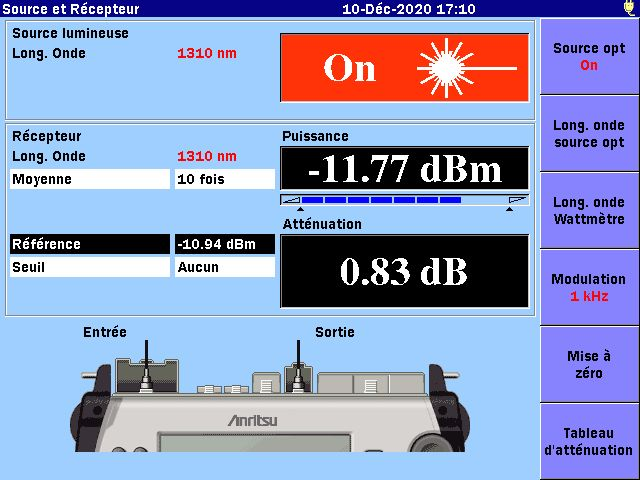 Source et Récepteur
10-Déc-2020 17:10
Source lumineuse
Long. Onde 1310 nm
On
Récepteur
Long. Onde 1310 nm
Moyenne 10 fois
Puissance
-11.77 dBm
Référence -10.94 dBm
Seuil Aucun
Atténuation
0.83 dB
Entrée
Sortie
Anritsu
Source opt
On
Long. onde
source opt
Long. onde
Wattmètre
Modulation
1 kHz
Mise à
zéro
Tableau
d'atténuation